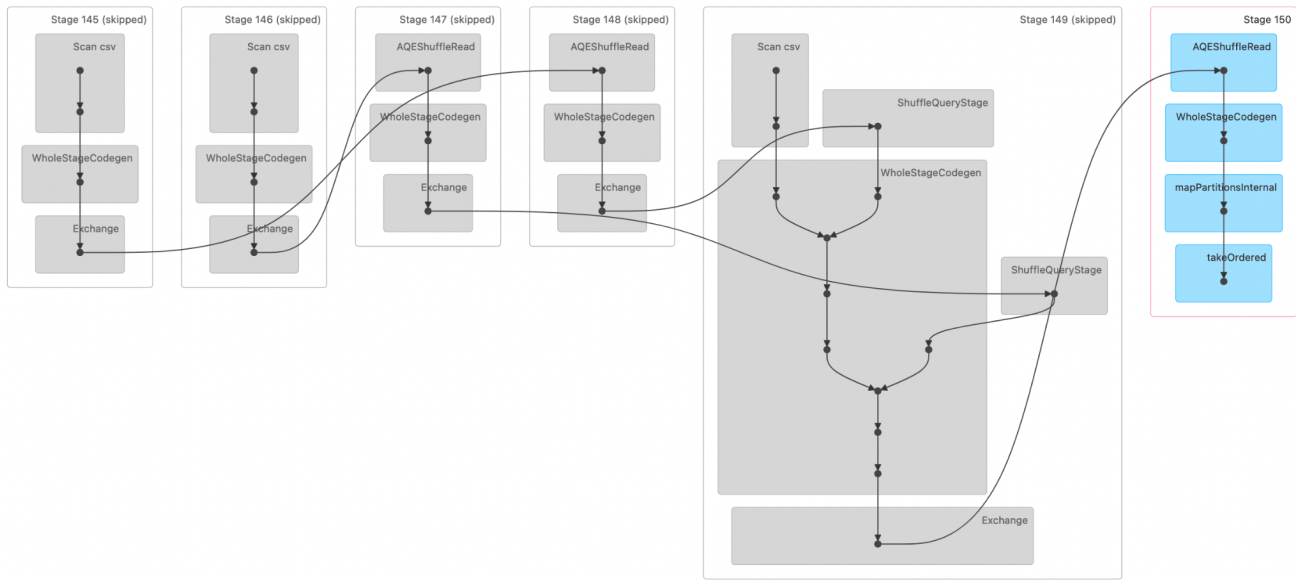 Stage 145 (skipped)
Scan csv
WholeStageCodegen
Exchange
Stage 146 (skipped)
Scan csv
WholeStageCodegen
Exchange
Stage 147 (skipped)
AQEShuffleRead
WholeStageCodegen
Exchange
Stage 148 (skipped)
AQEShuffleRead
WholeStageCodegen
Exchange
Stage 149 (skipped)
Scan csv
ShuffleQueryStage
WholeStageCodegen
ShuffleQueryStage
Exchange
Stage 150
AQEShuffleRead
WholeStageCodegen
mapPartitionsInternal
takeOrdered